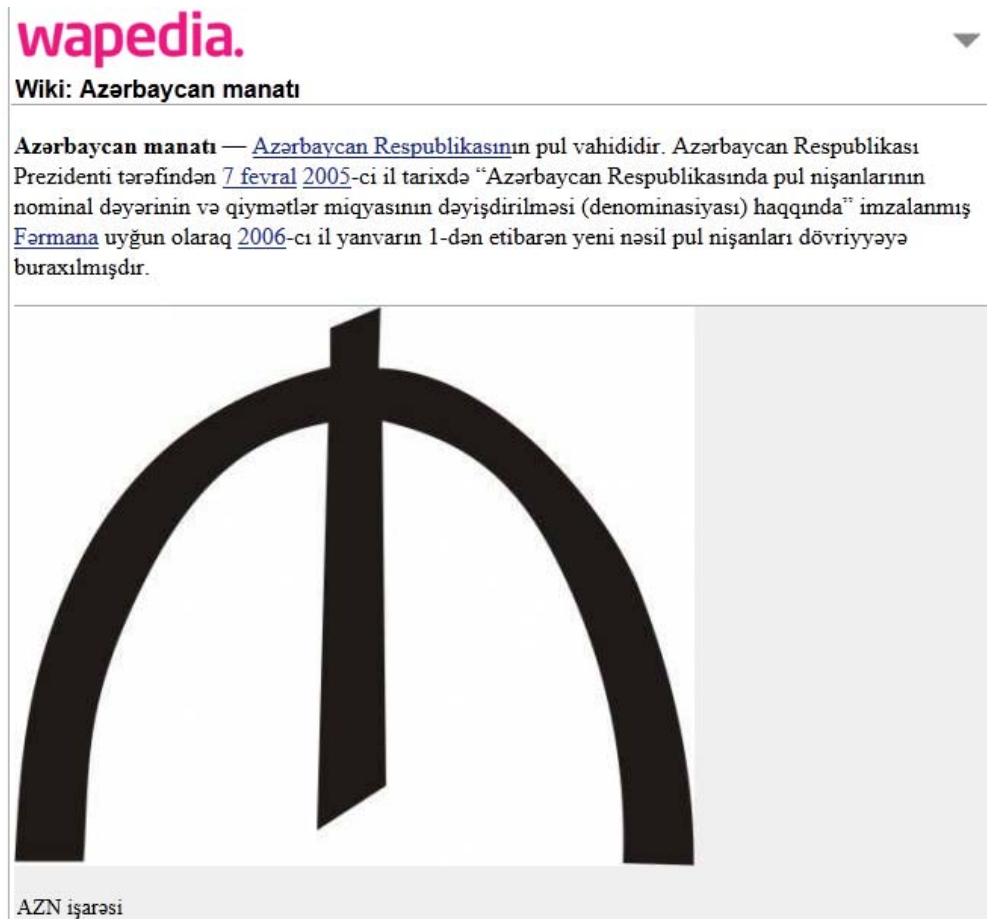 wapedia.
Wiki: Azərbaycan manatı
Azərbaycan manatı — Azərbaycan Respublikasının pul vahididir. Azərbaycan Respublikası
Prezidenti tərəfindən 7 fevral 2005-ci il tarixdə “Azərbaycan Respublikasında pul nişanlarının
nominal dəyərinin və qiymətlər miqyasının dəyişdirilməsi (denominasiyası) haqqında” imzalanmış
Fərmana uyğun olaraq 2006-cı il yanvarın 1-dən etibarən yeni nəsil pul nişanları dövriyyəyə
buraxılmışdır.
AZN işarəsi